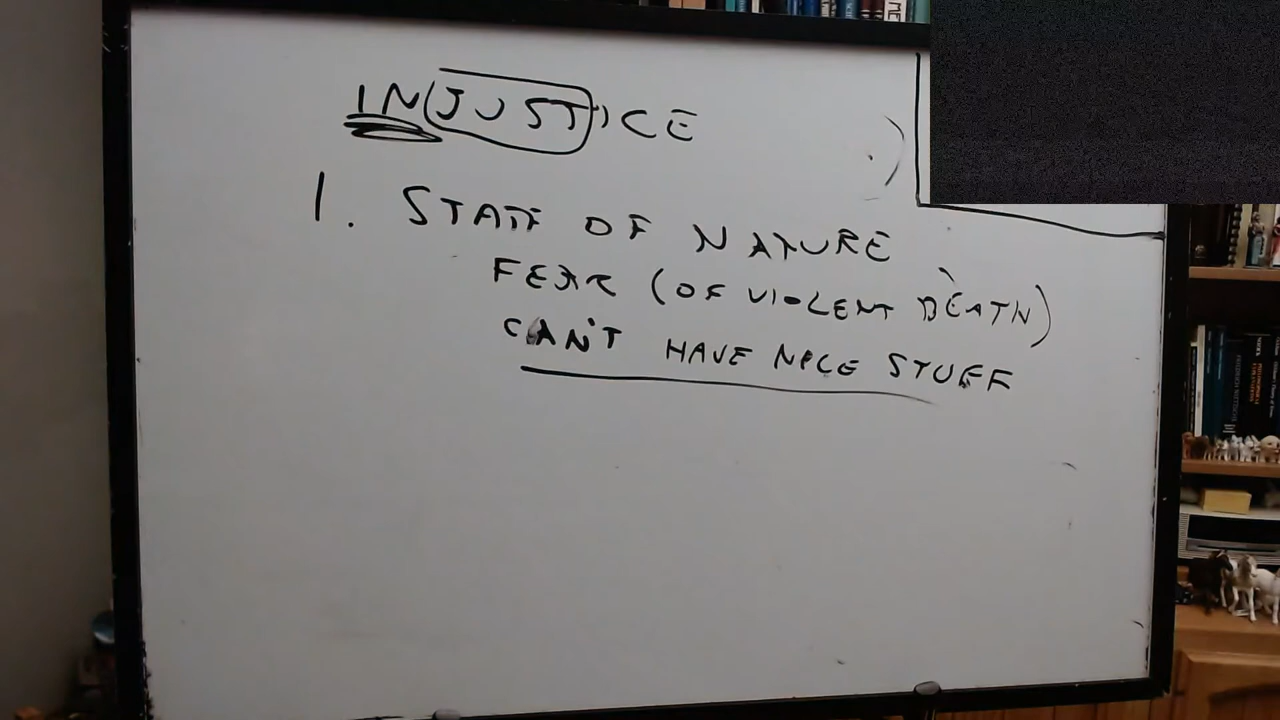 INJUSTICE
1. STATE OF NATURE
FEAR (OF VIOLENT DEATH)
CAN'T HAVE NICE STUFF